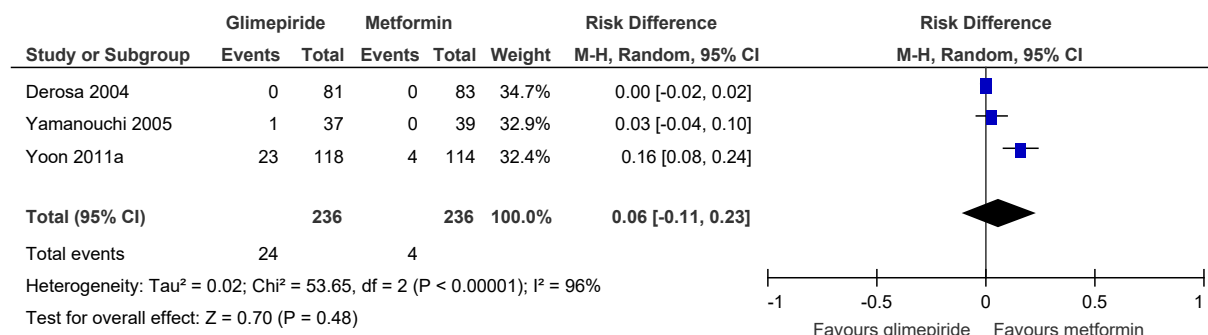 Glimepiride Metformin Risk Difference Risk Difference
Study or Subgroup Events Total Events Total Weight M-H, Random, 95% CI M-H, Random, 95% CI
Derosa 2004 0 81 0 83 34.7% 0.00 [-0.02, 0.02]
Yamanouchi 2005 1 37 0 39 32.9% 0.03 [-0.04, 0.10]
Yoon 2011a 23 118 4 114 32.4% 0.16 [0.08, 0.24]
Total (95% CI) 236 236 100.0% 0.06 [-0.11, 0.23]
Total events 24 4
Heterogeneity: Tau² = 0.02; Chi² = 53.65, df = 2 (P < 0.00001); I² = 96%
Test for overall effect: Z = 0.70 (P = 0.48)
-1 -0.5 0 0.5 1
Favours glimepiride Favours metformin